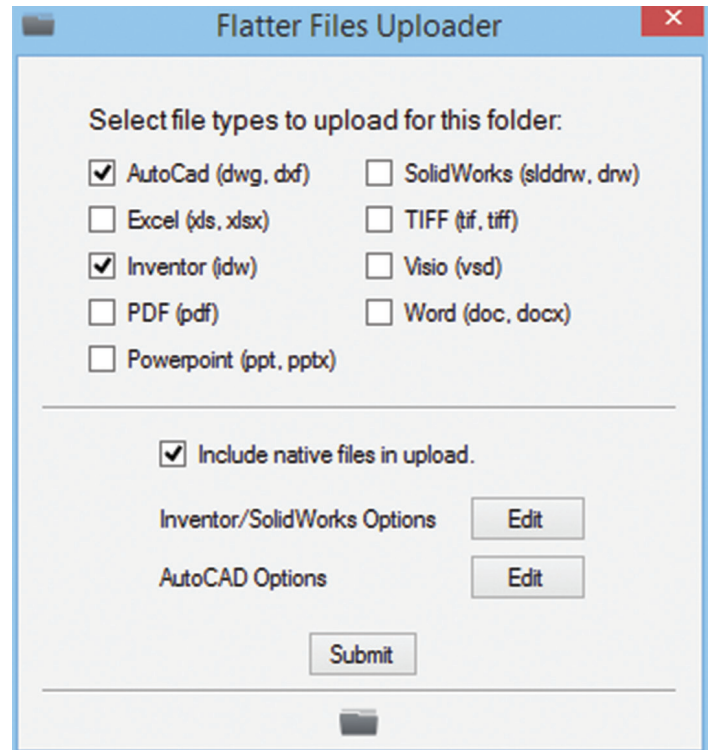 Flatter Files Uploader
Select file types to upload for this folder:
AutoCad (dwg, dxf)
SolidWorks (slddrw, drw)
Excel (xls, xlsx)
TIFF (tif, tiff)
Inventor (idw)
Visio (vsd)
PDF (pdf)
Word (doc, docx)
Powerpoint (ppt, pptx)
Include native files in upload.
Inventor/SolidWorks Options
Edit
AutoCAD Options
Edit
Submit